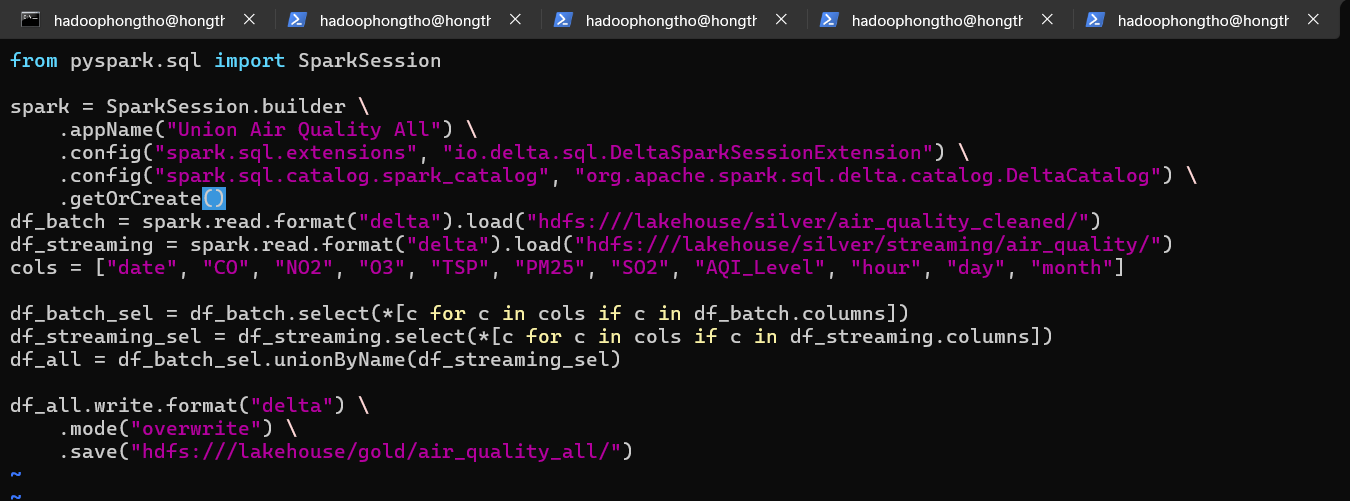 hadoophongtho@hongth hadoophongtho@hongth hadoophongtho@hongth hadoophongtho@hongth hadoophongtho@hongth
from pyspark.sql import SparkSession

spark = SparkSession.builder \
    .appName("Union Air Quality All") \
    .config("spark.sql.extensions", "io.delta.sql.DeltaSparkSessionExtension") \
    .config("spark.sql.catalog.spark_catalog", "org.apache.spark.sql.delta.catalog.DeltaCatalog") \
    .getOrCreate()
df_batch = spark.read.format("delta").load("hdfs:///lakehouse/silver/air_quality_cleaned/")
df_streaming = spark.read.format("delta").load("hdfs:///lakehouse/silver/streaming/air_quality/")
cols = ["date", "CO", "NO2", "O3", "TSP", "PM25", "SO2", "AQI_Level", "hour", "day", "month"]

df_batch_sel = df_batch.select(*[c for c in cols if c in df_batch.columns])
df_streaming_sel = df_streaming.select(*[c for c in cols if c in df_streaming.columns])
df_all = df_batch_sel.unionByName(df_streaming_sel)

df_all.write.format("delta") \
    .mode("overwrite") \
    .save("hdfs:///lakehouse/gold/air_quality_all/")
~
~